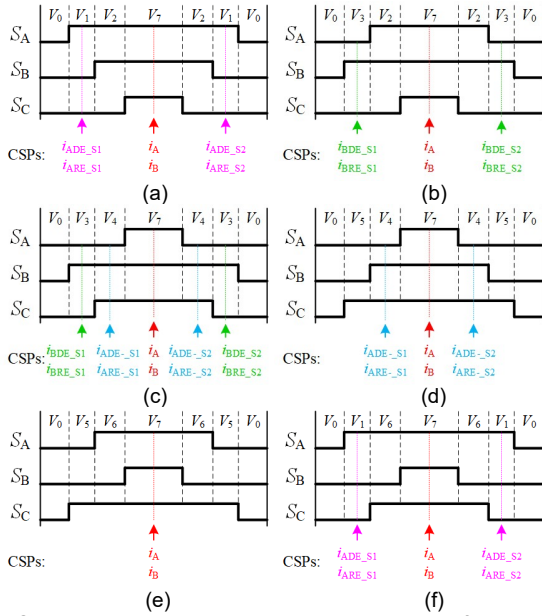 V0 V1 V2 V7 V2 V1 V0
SA
SB
SC
CSPs: iADE_S1 iA iADE_S2
iARE_S1 iB iARE_S2
(a)
V0 V3 V2 V7 V2 V3 V0
SA
SB
SC
CSPs: iBDE_S1 iA iBDE_S2
iBRE_S1 iB iBRE_S2
(b)
V0 V3 V4 V7 V4 V3 V0
SA
SB
SC
CSPs: iBDE_S1 iADE-_S1 iA iADE-_S2 iBDE_S2
iBRE_S1 iARE-_S1 iB iARE-_S2 iBRE_S2
(c)
V0 V5 V4 V7 V4 V5 V0
SA
SB
SC
CSPs: iADE-_S1 iA iADE-_S2
iARE-_S1 iB iARE-_S2
(d)
V0 V5 V6 V7 V6 V5 V0
SA
SB
SC
CSPs: iA
iB
(e)
V0 V1 V6 V7 V6 V1 V0
SA
SB
SC
CSPs: iADE_S1 iA iADE_S2
iARE_S1 iB iARE_S2
(f)